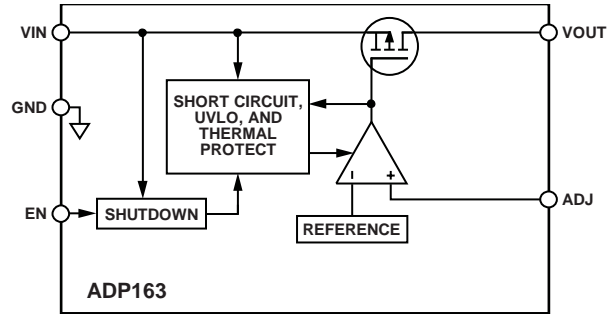 VIN
VOUT
GND
SHORT CIRCUIT,
UVLO, AND
THERMAL
PROTECT
EN
SHUTDOWN
REFERENCE
ADJ
ADP163